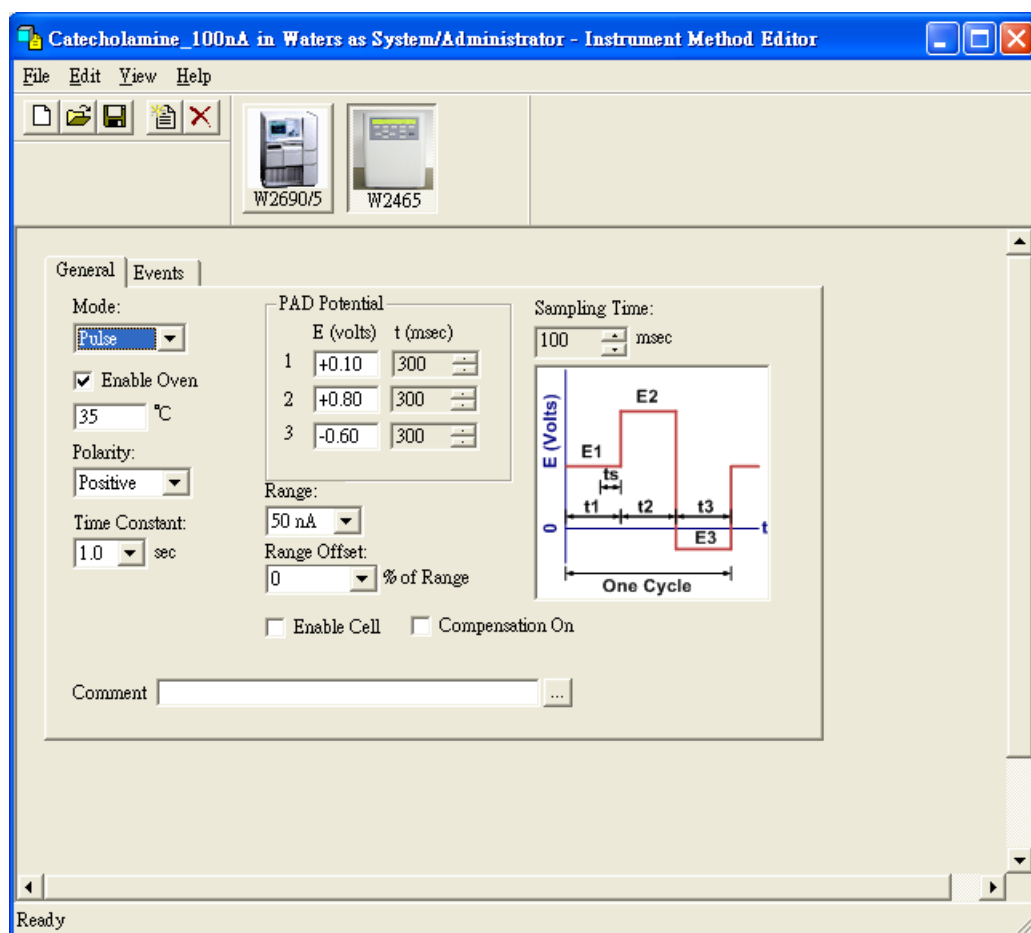 Catecholamine_100nA in Waters as System/Administrator - Instrument Method Editor
File Edit View Help
W2690/5 W2465
General Events
Mode:
Pulse
Enable Oven
35 °C
Polarity:
Positive
Time Constant:
1.0 sec
PAD Potential
E (volts) t (msec)
1 +0.10 300
2 +0.80 300
3 -0.60 300
Range:
50 nA
Range Offset:
0 % of Range
Enable Cell Compensation On
Sampling Time:
100 msec
E (Volts)
0
E2
E1
ts
t1 t2 t3
t
E3
One Cycle
Comment ...
Ready